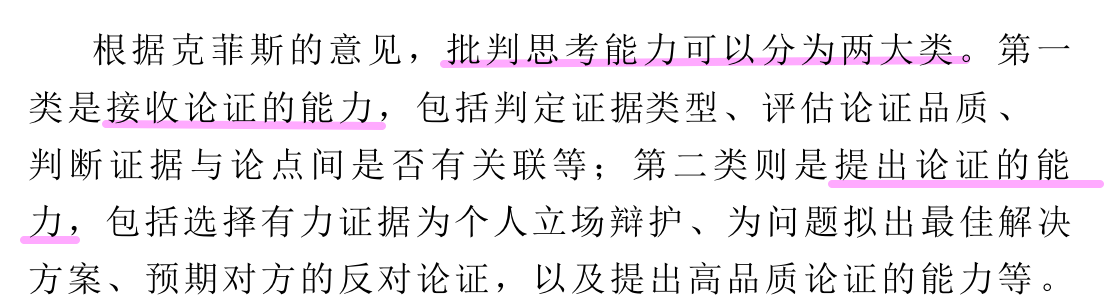 根据克菲斯的意见，批判思考能力可以分为两大类。第一
类是接收论证的能力，包括判定证据类型、评估论证品质、
判断证据与论点间是否有关联等；第二类则是提出论证的能
力，包括选择有力证据为个人立场辩护、为问题拟出最佳解决
方案、预期对方的反对论证，以及提出高品质论证的能力等。